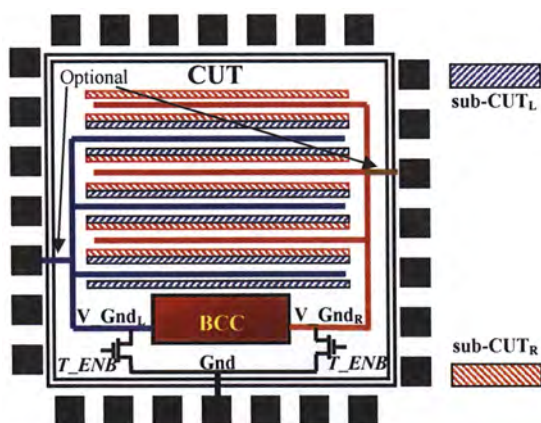 Optional
CUT
sub-CUTL
V GndL
BCC
V GndR
T_ENB
Gnd
T_ENB
sub-CUTR